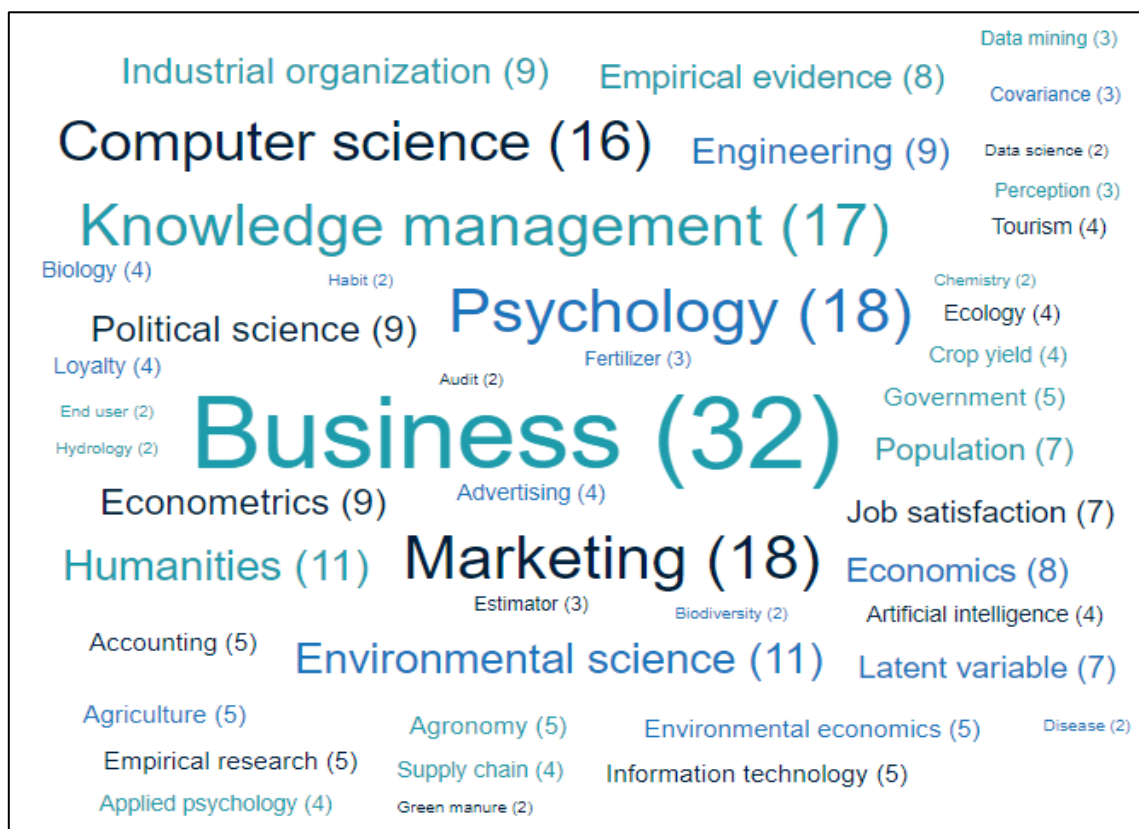 Data mining (3)
Industrial organization (9)
Empirical evidence (8)
Covariance (3)
Computer science (16)
Engineering (9)
Data science (2)
Perception (3)
Knowledge management (17)
Tourism (4)
Biology (4)
Habit (2)
Chemistry (2)
Psychology (18)
Ecology (4)
Political science (9)
Fertilizer (3)
Crop yield (4)
Loyalty (4)
Audit (2)
Government (5)
End user (2)
Business (32)
Hydrology (2)
Population (7)
Econometrics (9)
Advertising (4)
Job satisfaction (7)
Humanities (11)
Marketing (18)
Economics (8)
Estimator (3)
Biodiversity (2)
Artificial intelligence (4)
Accounting (5)
Environmental science (11)
Latent variable (7)
Agriculture (5)
Agronomy (5)
Environmental economics (5)
Disease (2)
Empirical research (5)
Supply chain (4)
Information technology (5)
Applied psychology (4)
Green manure (2)